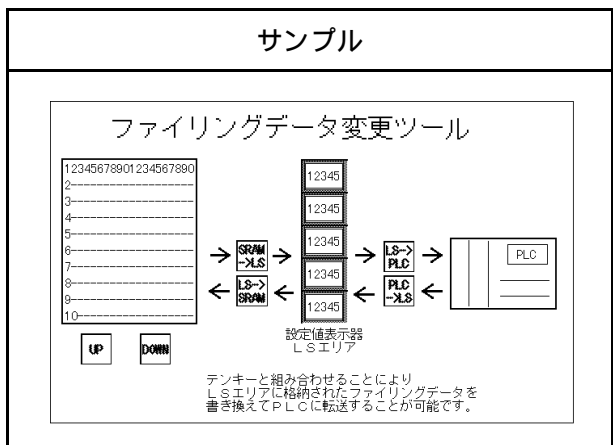 サンプル
ファイリングデータ変更ツール
12345678901234567890
2------------------
3------------------
4------------------
5------------------
6------------------
7------------------
8------------------
9------------------
10-----------------
UP
DOWN
SRAM
-->LS
LS-->
SRAM
12345
12345
12345
12345
12345
設定値表示器
LSエリア
LS-->
PLC
PLC
-->LS
PLC
テンキーと組み合わせることにより
LSエリアに格納されたファイリングデータを
書き換えてPLCに転送することが可能です。